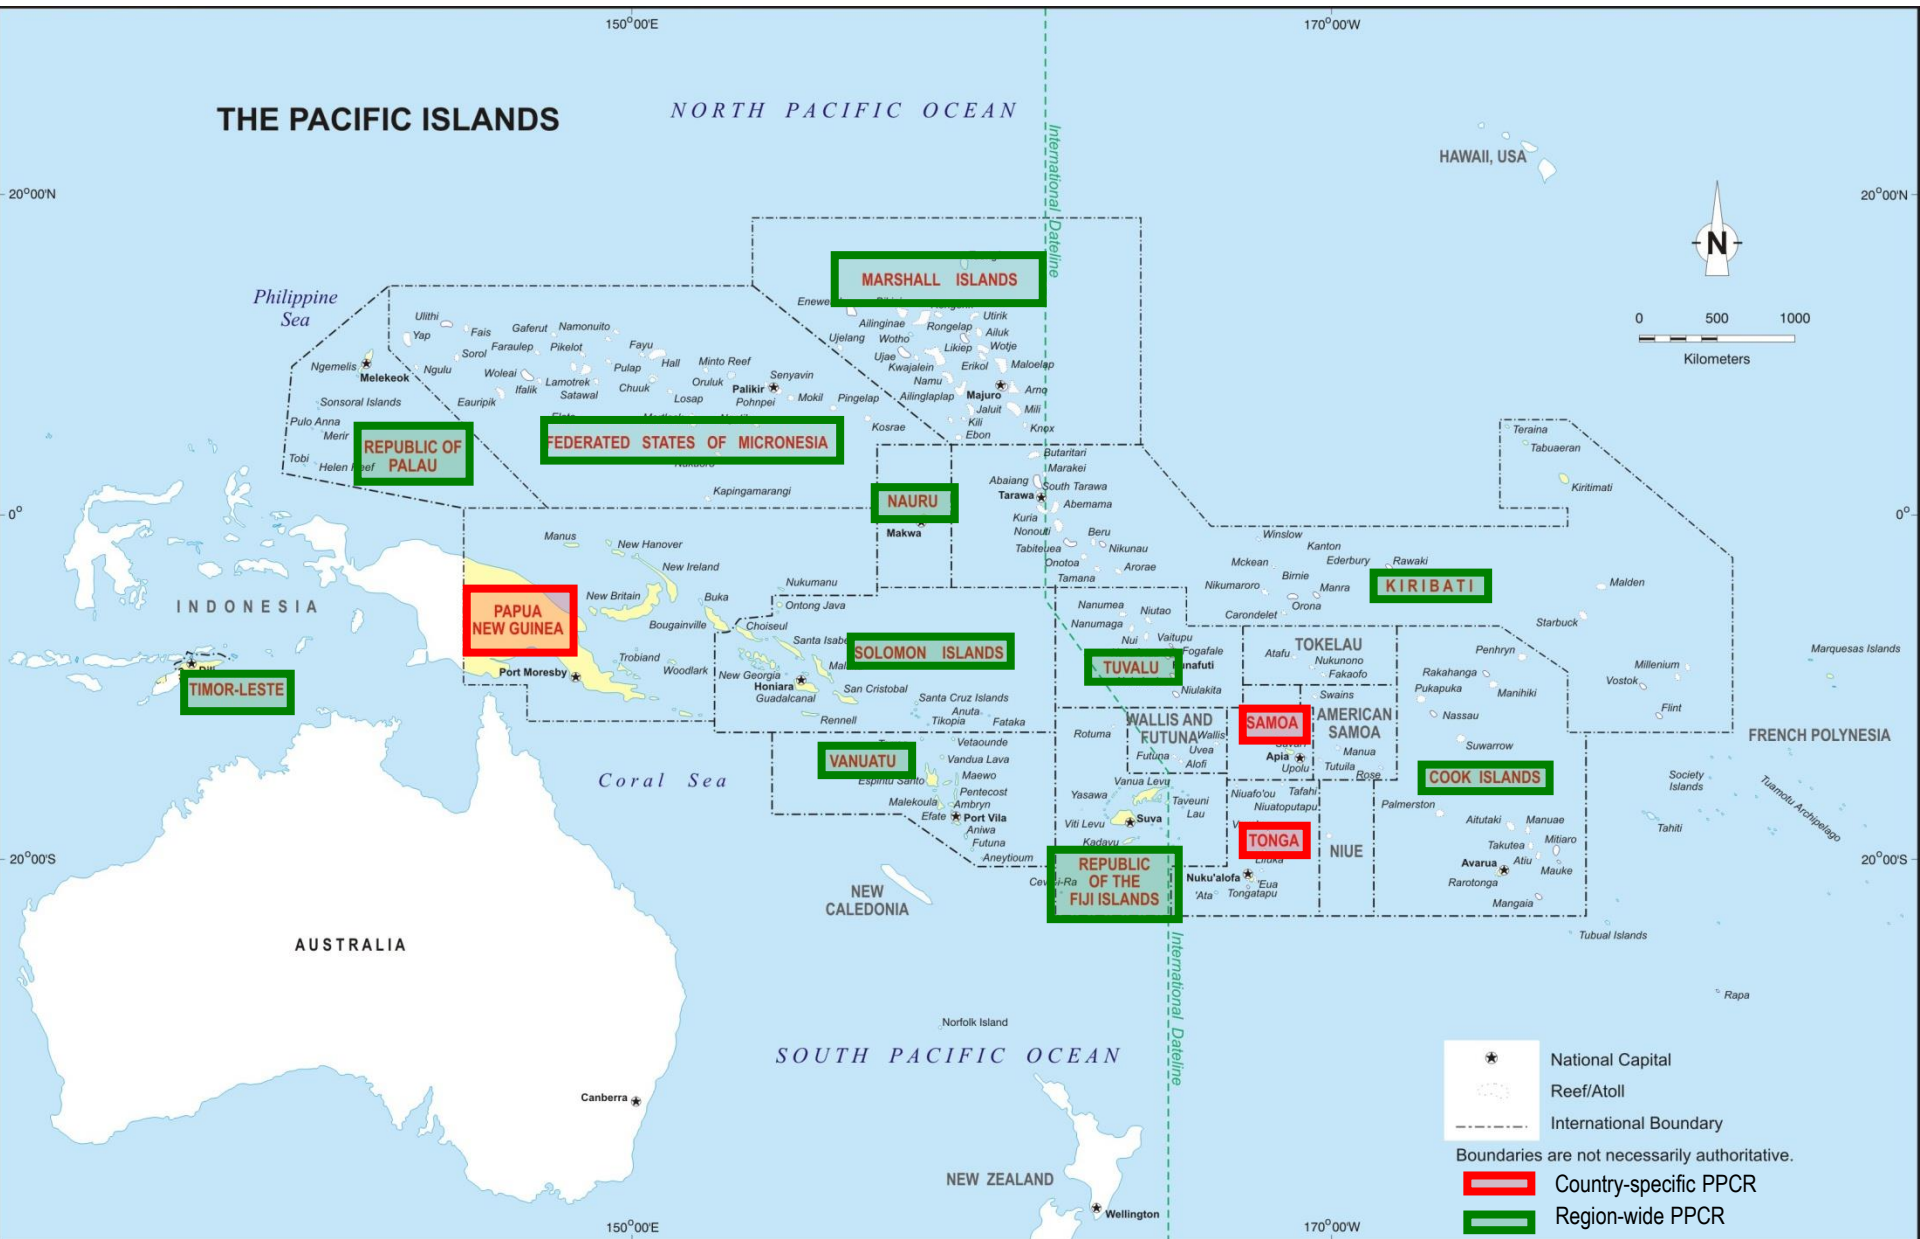 150°00'E
170°00'W
THE PACIFIC ISLANDS
NORTH PACIFIC OCEAN
International Dateline
HAWAII, USA
20°00'N
20°00'N
N
0 500 1000
Kilometers
Philippine
Sea
MARSHALL ISLANDS
Utirik
Ailinginae
Rongelap
Ailuk
Ujelang
Wotho
Likiep
Wotje
Ujae
Kwajalein
Erikol
Maloelap
Namu
Ailinglaplap
Majuro
Arno
Jaluit
Mili
Kili
Ebon
Knox
Ulithi
Yap
Fais
Gaferut
Namonuito
Sorol
Faraulep
Pikelot
Fayu
Hall
Minto Reef
Ngulu
Woleai
Pulap
Senyavin
Ifalik
Lamotrek
Satawal
Chuuk
Oruluk
Palikir
Pohnpei
Mokil
Pingelap
Eauripik
Losap
Kosrae
FEDERATED STATES OF MICRONESIA
Kapingamarangi
Ngemelis
Melekeok
Sonsoral Islands
Pulo Anna
Merir
Tobi
Helen Reef
REPUBLIC OF
PALAU
NAURU
Makwa
Butaritari
Marakei
Abaiang
South Tarawa
Tarawa
Abemama
Kuria
Nonouti
Beru
Tabiteuea
Nikunau
Onotoa
Arorae
Tamana
Teraina
Tabuaeran
Kiritimati
0°
0°
Winslow
Kanton
Mckean
Ederbury
Rawaki
Birnie
Nikumaroro
Manra
Orona
Carondelet
KIRIBATI
Malden
Starbuck
Millenium
Vostok
Flint
INDONESIA
Manus
New Hanover
New Ireland
New Britain
Buka
Bougainville
PAPUA
NEW GUINEA
Trobiand
Woodlark
Port Moresby
TIMOR-LESTE
Nukumanu
Ontong Java
Choiseul
SOLOMON ISLANDS
New Georgia
Honiara
Guadalcanal
San Cristobal
Rennell
Santa Cruz Islands
Anuta
Tikopia
Fataka
Nanumea
Niutao
Nanumaga
Nui
Vaitupu
Fogafale
TUVALU
Niulakita
TOKELAU
Atafu
Nukunono
Fakaofo
Swains
Penrhyn
Rakahanga
Pukapuka
Manihiki
Nassau
Suwarrow
Marquesas Islands
VANUATU
Vetaounde
Vandua Lava
Espiritu Santo
Maewo
Pentecost
Malekoula
Ambryn
Efate
Port Vila
Aniwa
Futuna
Aneytioum
Coral Sea
Rotuma
WALLIS AND
FUTUNA
Wallis
Uvea
Futuna
Alofi
SAMOA
Apia
Upolu
AMERICAN
SAMOA
Manua
Tutuila
Rose
COOK ISLANDS
FRENCH POLYNESIA
Society
Islands
Tuamotu Archipelago
Tahiti
Vanua Levu
Yasawa
Taveuni
Lau
Viti Levu
Suva
Kadavu
REPUBLIC
OF THE
FIJI ISLANDS
Niuafo'ou
Tafahi
Niuatoputapu
TONGA
Lifuka
Nuku'alofa
'Eua
'Ata
Tongatapu
NIUE
Palmerston
Aitutaki
Manuae
Mitiaro
Takutea
Atiu
Avarua
Mauke
Rarotonga
Mangaia
20°00'S
20°00'S
NEW
CALEDONIA
AUSTRALIA
Tubual Islands
Rapa
International Dateline
Norfolk Island
SOUTH PACIFIC OCEAN
Canberra
NEW ZEALAND
Wellington
National Capital
Reef/Atoll
International Boundary
Boundaries are not necessarily authoritative.
Country-specific PPCR
Region-wide PPCR
150°00'E
170°00'W